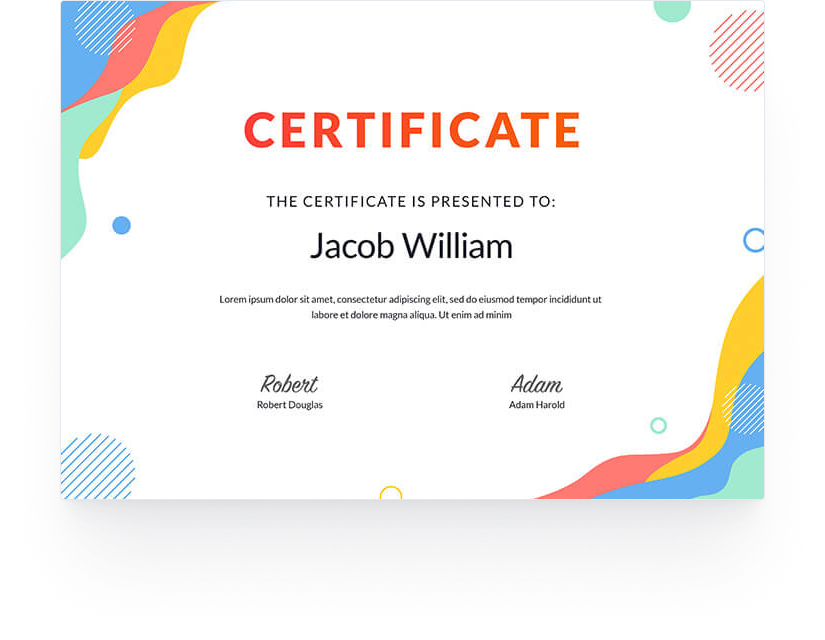 CERTIFICATE
THE CERTIFICATE IS PRESENTED TO:
Jacob William
Lorem ipsum dolor sit amet, consectetur adipiscing elit, sed do eiusmod tempor incididunt ut
labore et dolore magna aliqua. Ut enim ad minim
Robert
Adam
Robert Douglas
Adam Harold